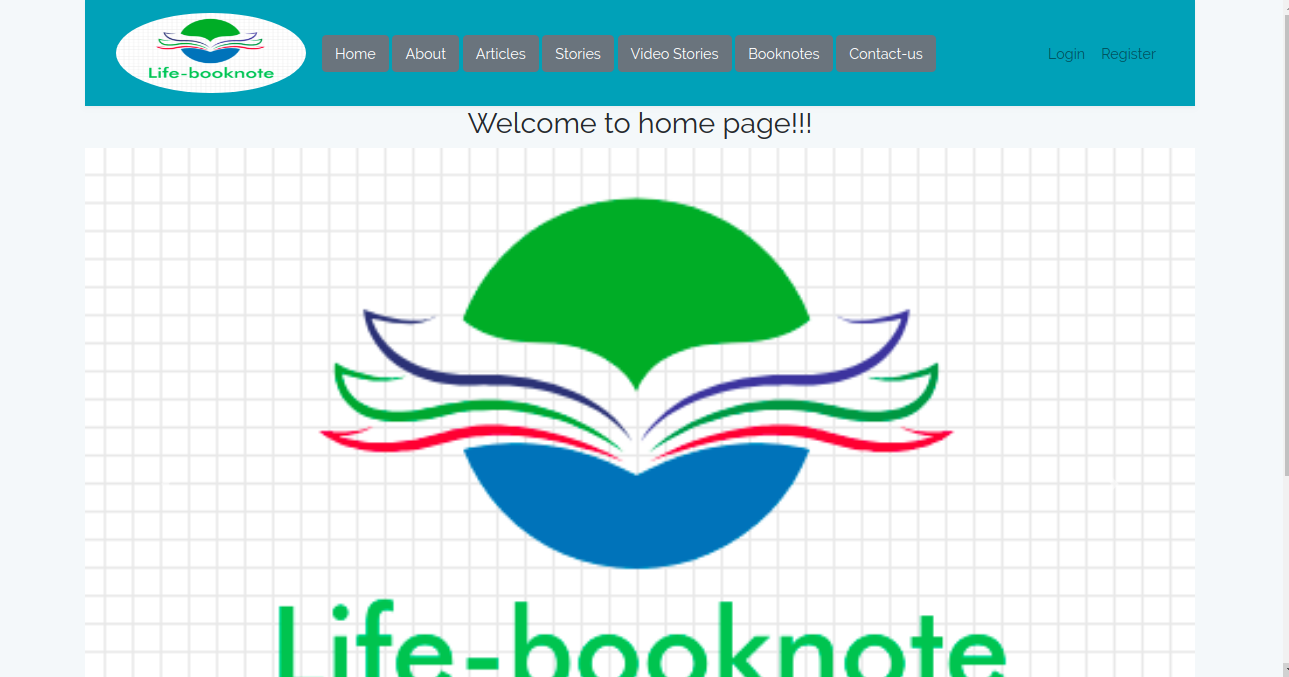 Life-booknote
Home About Articles Stories Video Stories Booknotes Contact-us Login Register
Welcome to home page!!!
Life-booknote